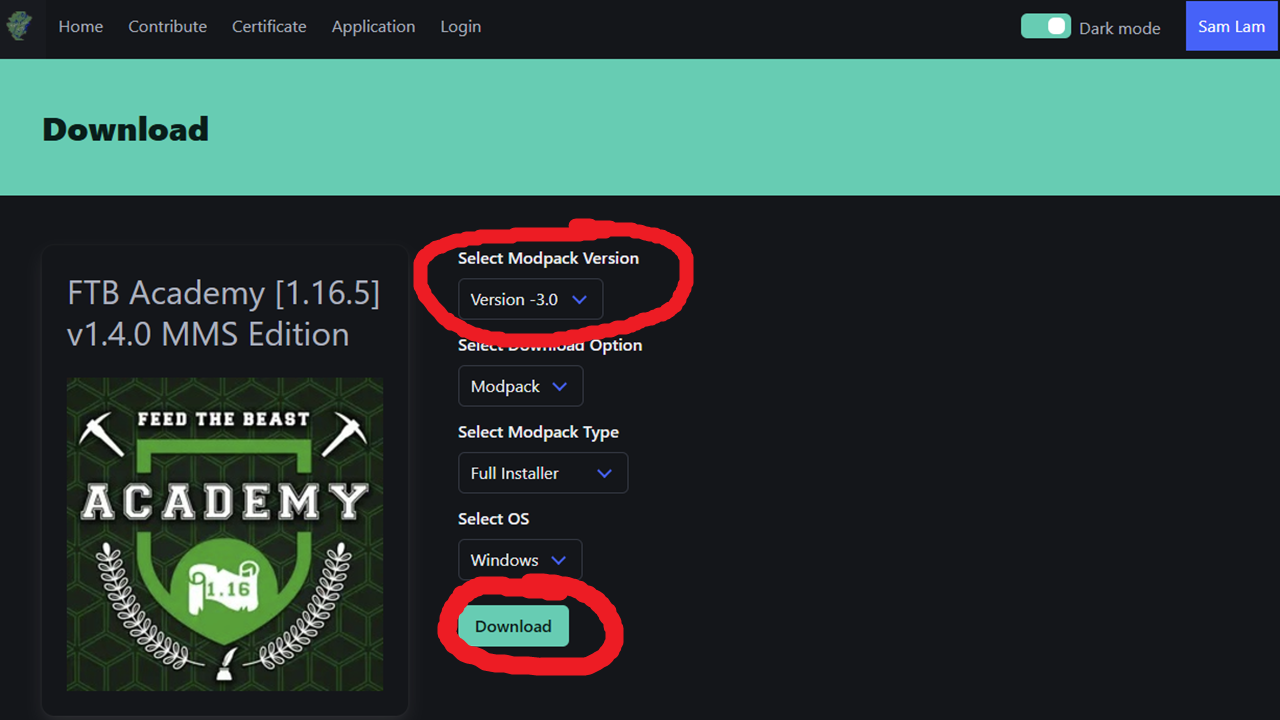 Home Contribute Certificate Application Login Dark mode Sam Lam
Download
FTB Academy [1.16.5]
v1.4.0 MMS Edition
FEED THE BEAST
ACADEMY
1.16
Select Modpack Version
Version -3.0
Select Download Option
Modpack
Select Modpack Type
Full Installer
Select OS
Windows
Download